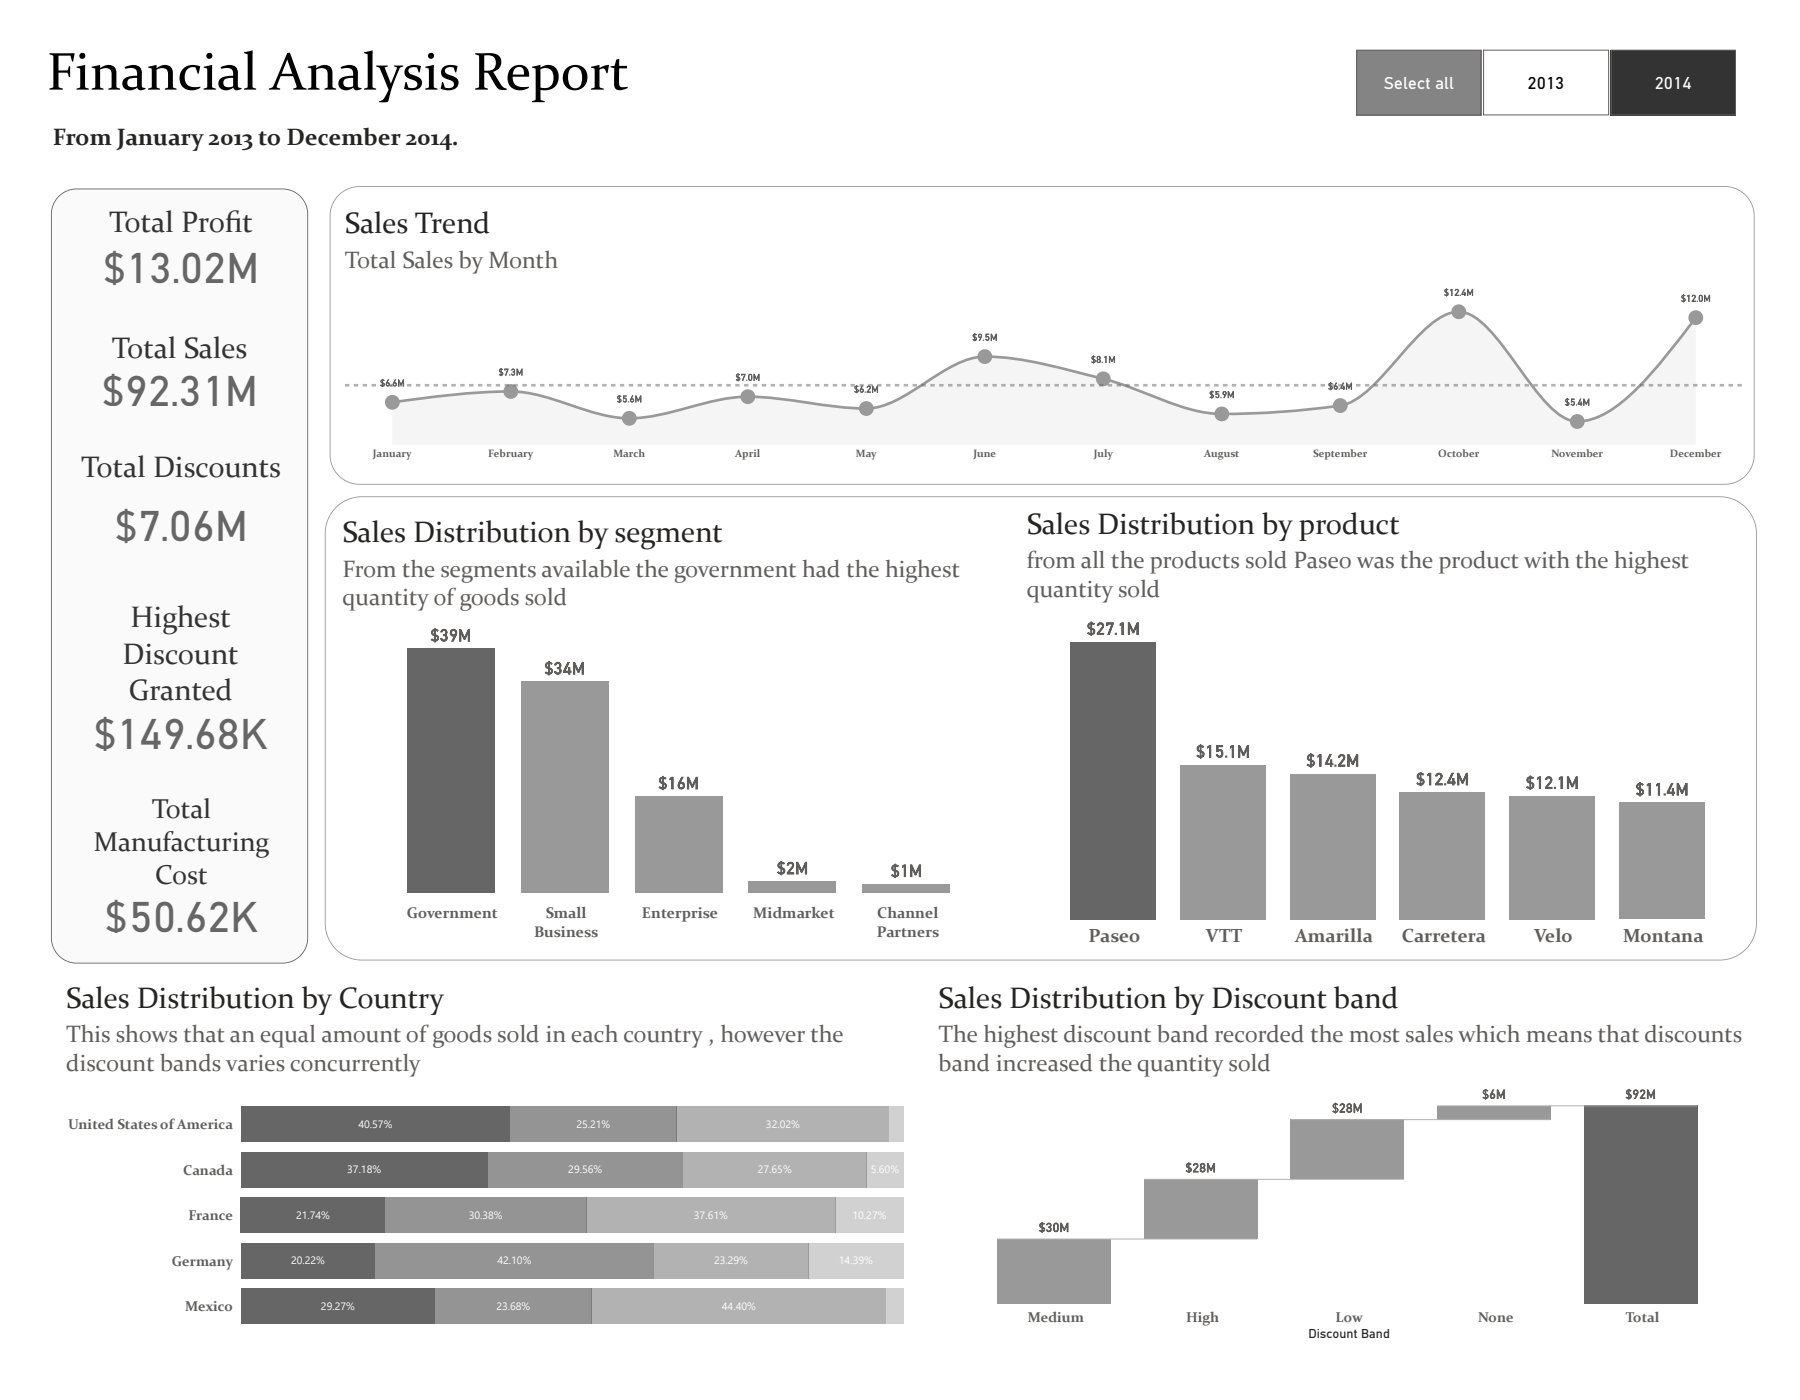 Financial Analysis Report
Select all
2013
2014
From January 2013 to December 2014.
Total Profit
$13.02M
Total Sales
$92.31M
Total Discounts
$7.06M
Highest
Discount
Granted
$149.68K
Total
Manufacturing
Cost
$50.62K
Sales Trend
Total Sales by Month
$6.6M
$7.3M
$5.6M
$7.0M
$6.2M
$9.5M
$8.1M
$5.9M
$6.4M
$12.4M
$5.4M
$12.0M
January
February
March
April
May
June
July
August
September
October
November
December
Sales Distribution by segment
From the segments available the government had the highest
quantity of goods sold
$39M
$34M
$16M
$2M
$1M
Government
Small
Business
Enterprise
Midmarket
Channel
Partners
Sales Distribution by product
from all the products sold Paseo was the product with the highest
quantity sold
$27.1M
$15.1M
$14.2M
$12.4M
$12.1M
$11.4M
Paseo
VTT
Amarilla
Carretera
Velo
Montana
Sales Distribution by Country
This shows that an equal amount of goods sold in each country , however the
discount bands varies concurrently
United States of America
40.57%
25.21%
32.02%
Canada
37.18%
29.56%
27.65%
5.60%
France
21.74%
30.38%
37.61%
10.27%
Germany
20.22%
42.10%
23.29%
14.39%
Mexico
29.27%
23.68%
44.40%
Sales Distribution by Discount band
The highest discount band recorded the most sales which means that discounts
band increased the quantity sold
$30M
$28M
$28M
$6M
$92M
Medium
High
Low
None
Total
Discount Band